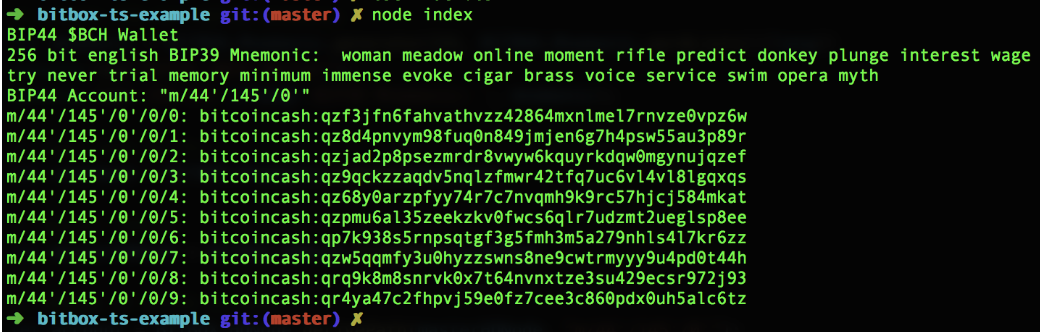 ➜  bitbox-ts-example git:(master) ✗ node index
BIP44 $BCH Wallet
256 bit english BIP39 Mnemonic:  woman meadow online moment rifle predict donkey plunge interest wage
try never trial memory minimum immense evoke cigar brass voice service swim opera myth
BIP44 Account: "m/44'/145'/0'"
m/44'/145'/0'/0/0: bitcoincash:qzf3jfn6fahvathvzz42864mxnlmel7rnvze0vpz6w
m/44'/145'/0'/0/1: bitcoincash:qz8d4pnvym98fuq0n849jmjen6g7h4psw55au3p89r
m/44'/145'/0'/0/2: bitcoincash:qzjad2p8psezmrdr8vwyw6kquyrkdqw0mgynujqzef
m/44'/145'/0'/0/3: bitcoincash:qz9qckzzaqdv5nqlzfmwr42tfq7uc6vl4vl8lgqxqs
m/44'/145'/0'/0/4: bitcoincash:qz68y0arzpfyy74r7c7nvqmh9k9rc57hjcj584mkat
m/44'/145'/0'/0/5: bitcoincash:qzpmu6al35zeekzkv0fwcs6qlr7udzmt2ueglsp8ee
m/44'/145'/0'/0/6: bitcoincash:qp7k938s5rnpsqtgf3g5fmh3m5a279nhls4l7kr6zz
m/44'/145'/0'/0/7: bitcoincash:qzw5qqmfy3u0hyzzswns8ne9cwtrmyyy9u4pd0t44h
m/44'/145'/0'/0/8: bitcoincash:qrq9k8m8snrvk0x7t64nvnxtze3su429ecsr972j93
m/44'/145'/0'/0/9: bitcoincash:qr4ya47c2fhpvj59e0fz7cee3c860pdx0uh5alc6tz
➜  bitbox-ts-example git:(master) ✗